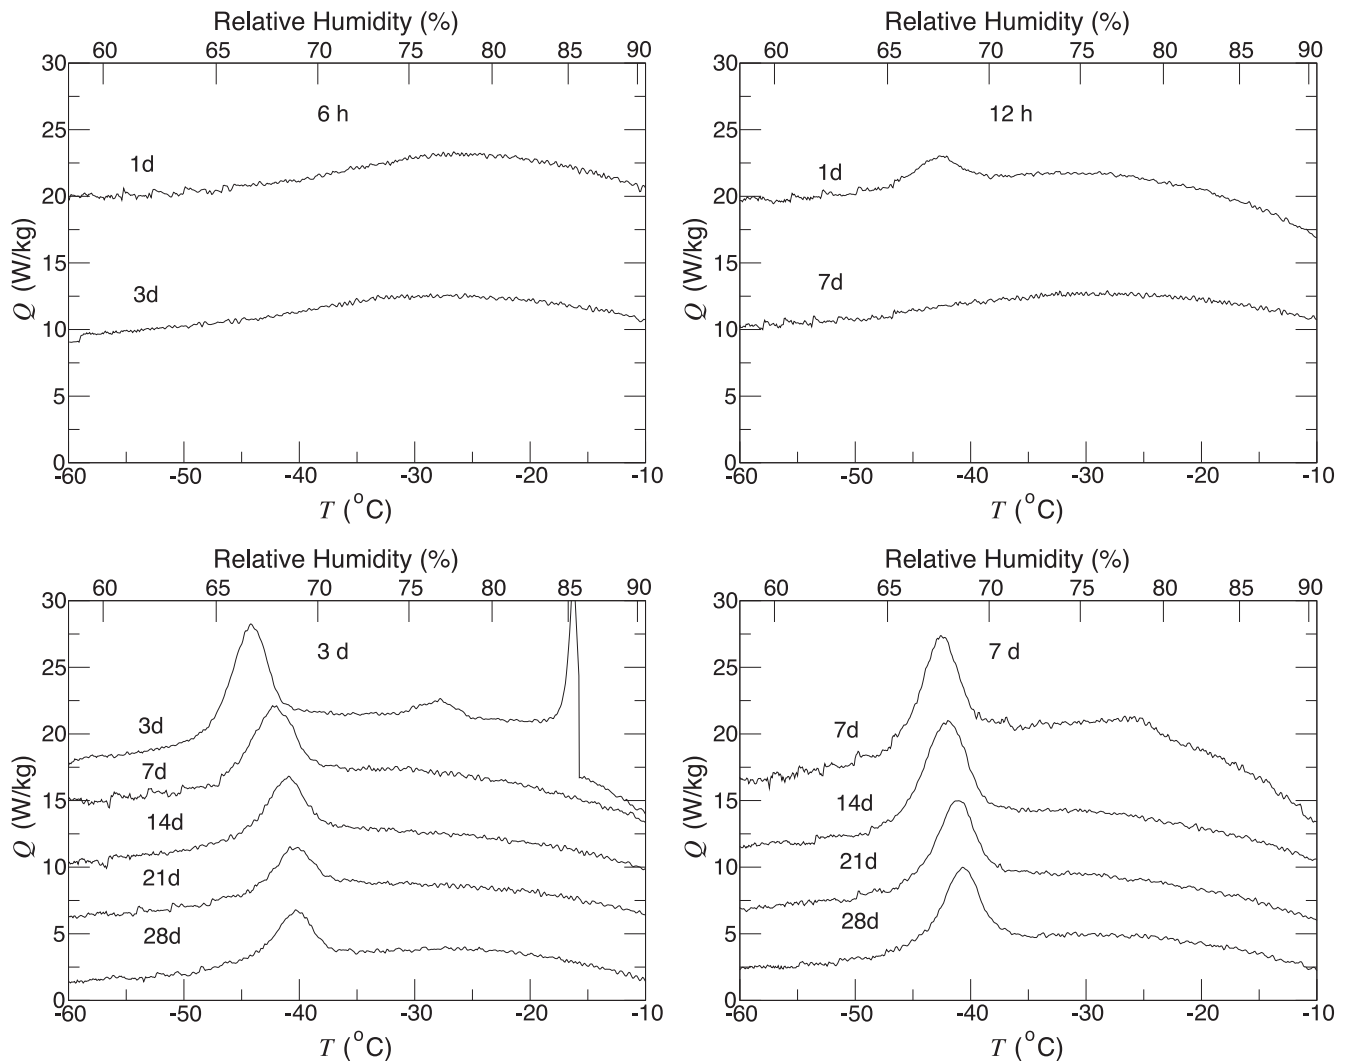 Relative Humidity (%)
60 65 70 75 80 85 90
30
25
20
15
10
5
0
Q (W/kg)
6 h
1d
3d
-60 -50 -40 -30 -20 -10
T (°C)
Relative Humidity (%)
60 65 70 75 80 85 90
30
25
20
15
10
5
0
Q (W/kg)
12 h
1d
7d
-60 -50 -40 -30 -20 -10
T (°C)
Relative Humidity (%)
60 65 70 75 80 85 90
30
25
20
15
10
5
0
Q (W/kg)
3 d
3d
7d
14d
21d
28d
-60 -50 -40 -30 -20 -10
T (°C)
Relative Humidity (%)
60 65 70 75 80 85 90
30
25
20
15
10
5
0
Q (W/kg)
7 d
7d
14d
21d
28d
-60 -50 -40 -30 -20 -10
T (°C)